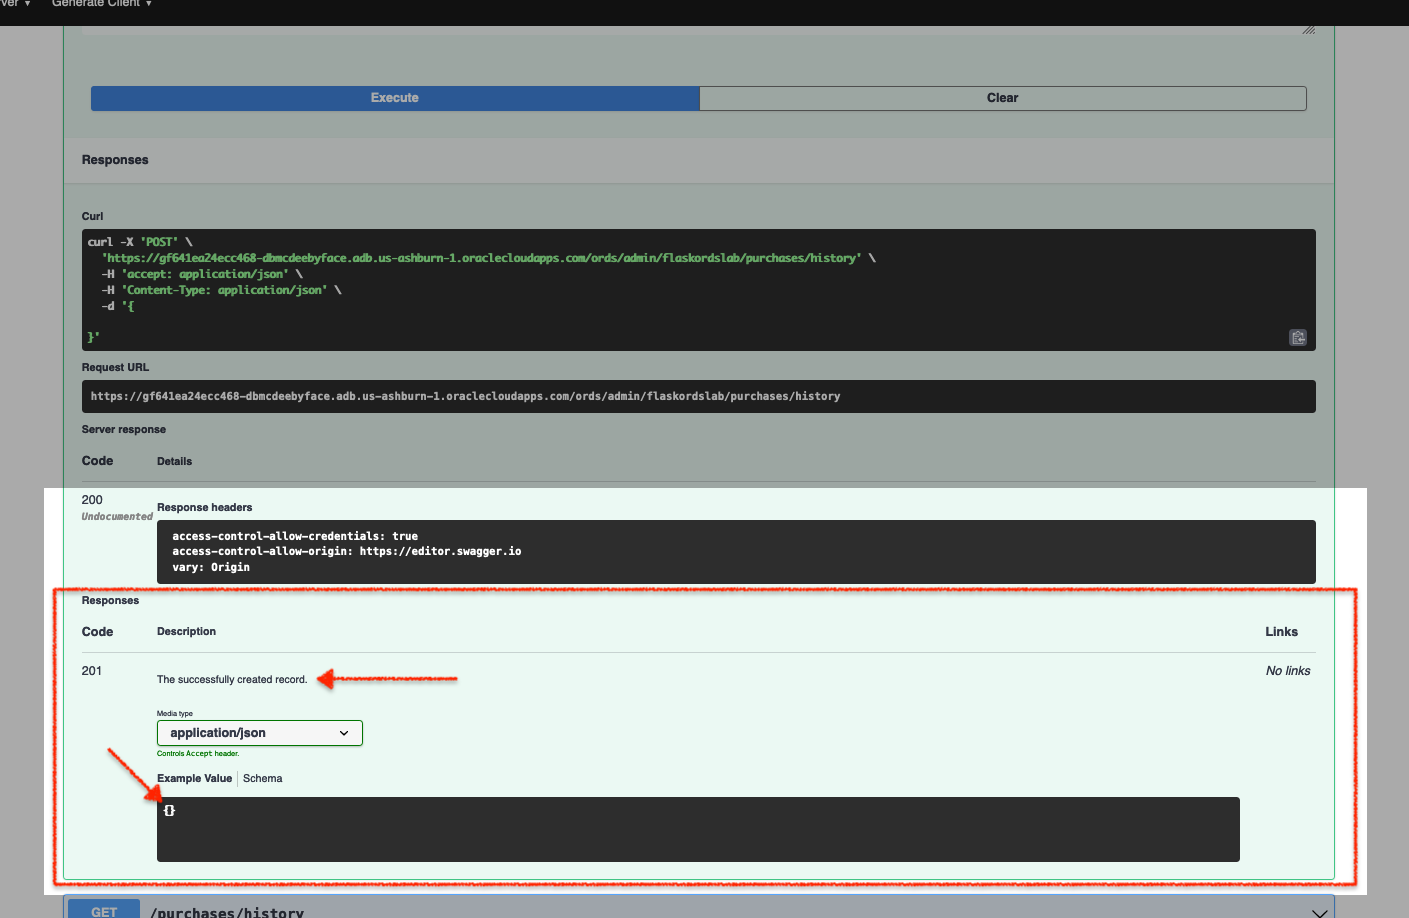 Generate Client
Execute
Clear
Responses
Curl
curl -X 'POST' \
'https://gf641ea24ecc468-dbmcdeebyface.adb.us-ashburn-1.oraclecloudapps.com/ords/admin/flaskordslab/purchases/history' \
-H 'accept: application/json' \
-H 'Content-Type: application/json' \
-d '{
}'
Request URL
https://gf641ea24ecc468-dbmcdeebyface.adb.us-ashburn-1.oraclecloudapps.com/ords/admin/flaskordslab/purchases/history
Server response
Code Details
200
Undocumented
Response headers
access-control-allow-credentials: true
access-control-allow-origin: https://editor.swagger.io
vary: Origin
Responses
Code Description Links
201
The successfully created record.
No links
Media type
application/json
Controls Accept header.
Example Value Schema
{}
GET /purchases/history